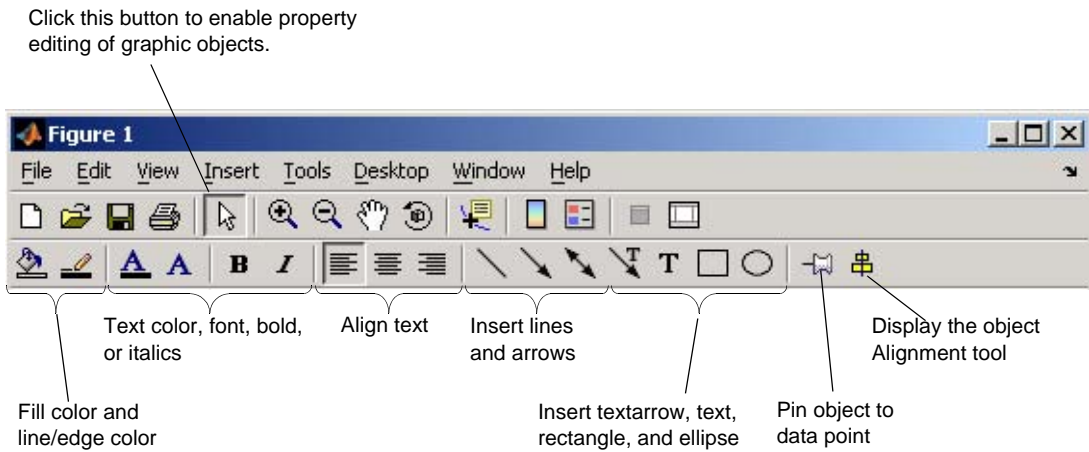 Click this button to enable property
editing of graphic objects.
Figure 1
File Edit View Insert Tools Desktop Window Help
T
A A B I T
Text color, font, bold,
or italics
Align text
Insert lines
and arrows
Display the object
Alignment tool
Fill color and
line/edge color
Insert textarrow, text,
rectangle, and ellipse
Pin object to
data point